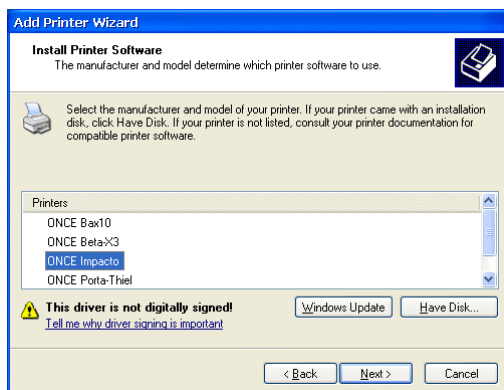 Add Printer Wizard
Install Printer Software
The manufacturer and model determine which printer software to use.
Select the manufacturer and model of your printer. If your printer came with an installation
disk, click Have Disk. If your printer is not listed, consult your printer documentation for
compatible printer software.
Printers
ONCE Bax10
ONCE Beta-X3
ONCE Impacto
ONCE Porta-Thiel
This driver is not digitally signed!
Tell me why driver signing is important
Windows Update
Have Disk...
< Back
Next >
Cancel